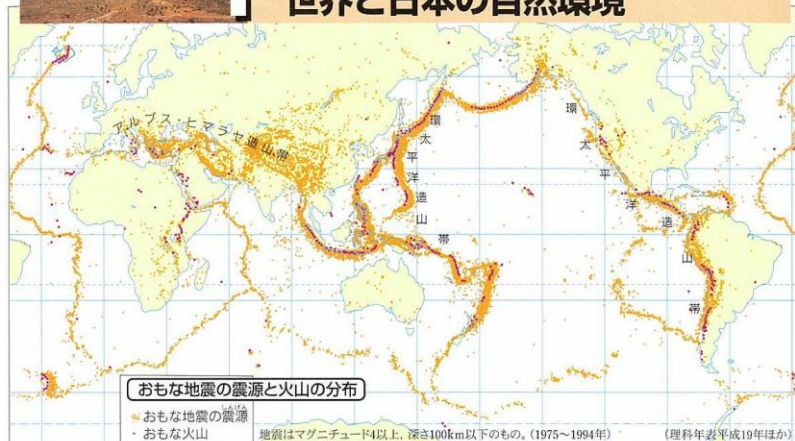 世界と日本の自然環境
アルプス・ヒマラヤ造山帯
環太平洋造山帯
環太平洋造山帯
おもな地震の震源と火山の分布
しんげん
おもな地震の震源
おもな火山
地震はマグニチュード4以上，深さ100km以下のもの。(1975〜1994年)
(理科年表平成19年ほか)